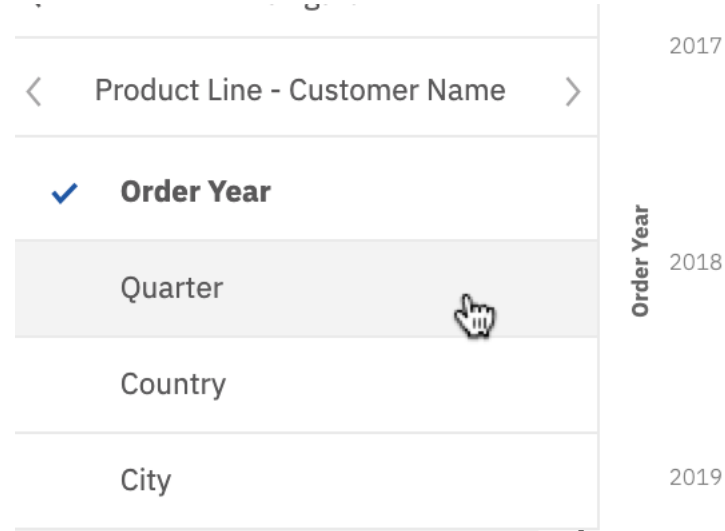 Product Line - Customer Name
Order Year
Quarter
Country
City
Order Year
2017
2018
2019